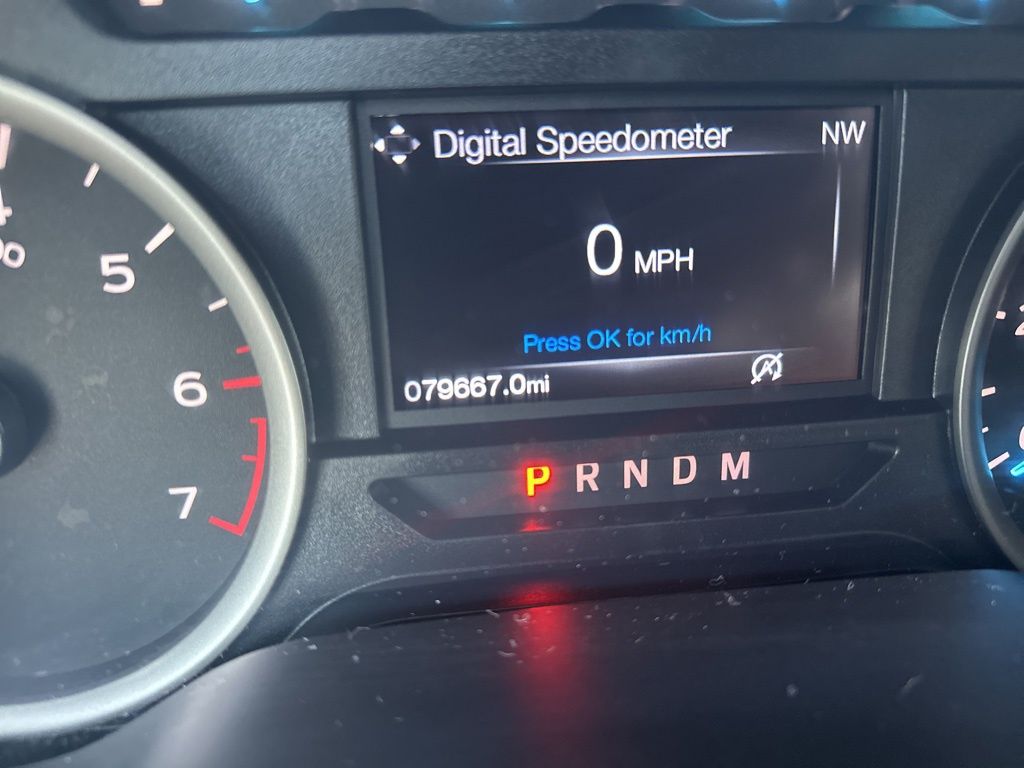 Digital Speedometer NW
0 MPH
Press OK for km/h
079667.0mi
P R N D M
5
6
7